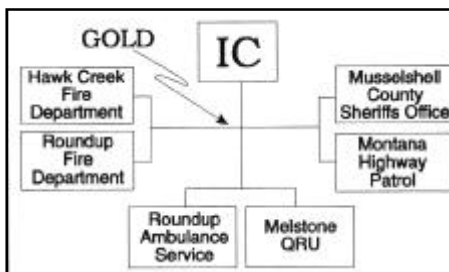 GOLD
IC
Hawk Creek
Fire
Department
Musselshell
County
Sheriffs Office
Roundup
Fire
Department
Montana
Highway
Patrol
Roundup
Ambulance
Service
Melstone
QRU